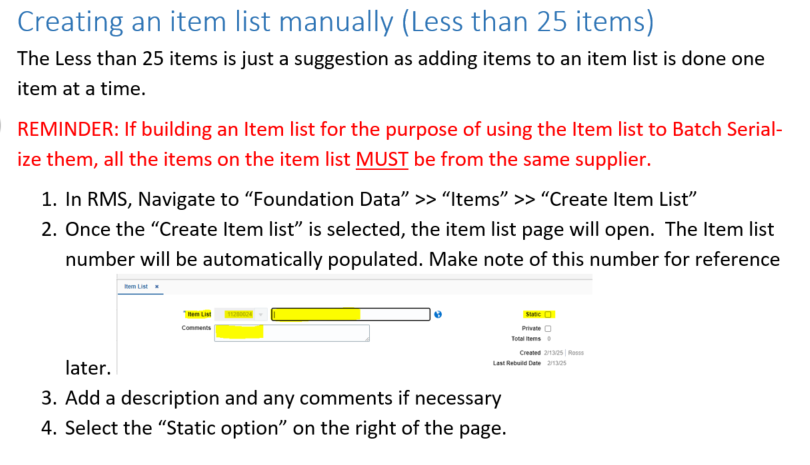 Creating an item list manually (Less than 25 items)
The Less than 25 items is just a suggestion as adding items to an item list is done one
item at a time.
REMINDER: If building an Item list for the purpose of using the Item list to Batch Serial-
ize them, all the items on the item list MUST be from the same supplier.
1. In RMS, Navigate to “Foundation Data” >> “Items” >> “Create Item List”
2. Once the “Create Item list” is selected, the item list page will open.  The Item list
number will be automatically populated. Make note of this number for reference
Item List ×
* Item List
Static
Comments
Private
Total Items 0
Created 2/13/25 |
Last Rebuild Date 2/13/25
later.
3. Add a description and any comments if necessary
4. Select the “Static option” on the right of the page.